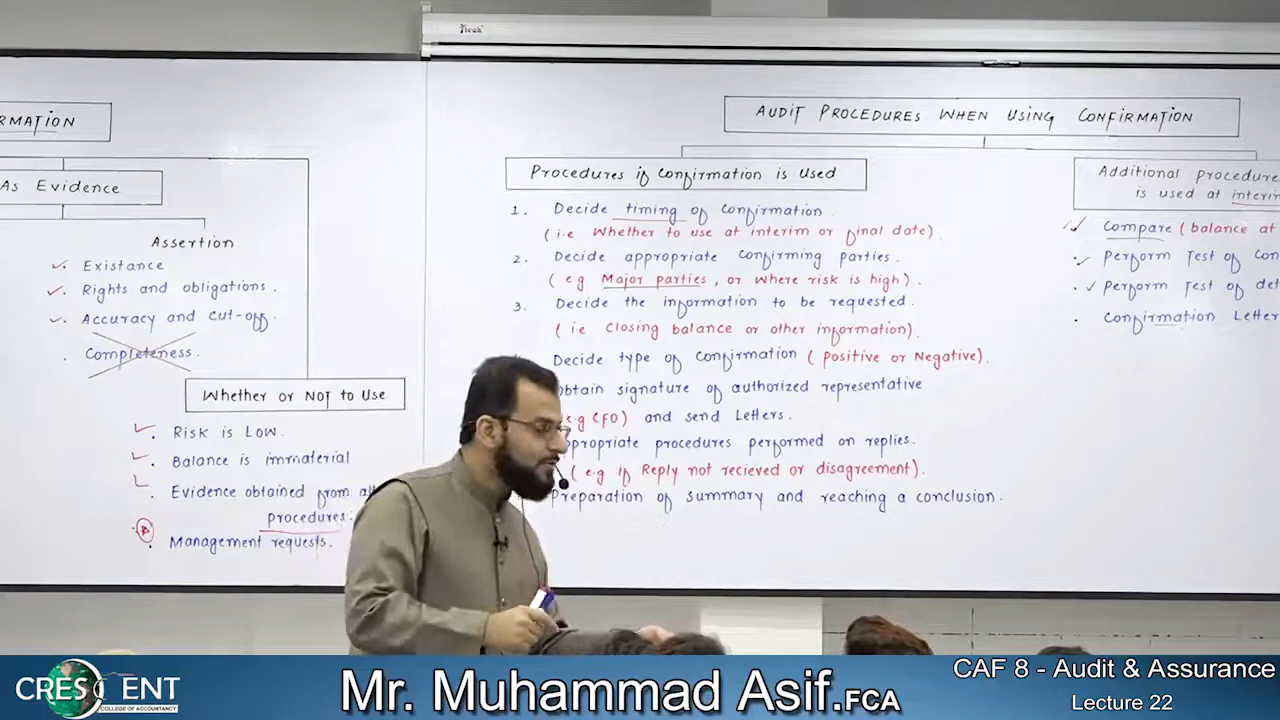 RMATION
As Evidence
Assertion
Existance
Rights and obligations.
Accuracy and cut-off.
Completeness.
Whether or NOT to Use
Risk is Low.
Balance is immaterial
Evidence obtained from
procedures.
Management requests.
AUDIT PROCEDURES WHEN USING CONFIRMATION
Procedures if Confirmation is Used
1. Decide timing of confirmation.
(i.e Whether to use at interim or final date).
2. Decide appropriate confirming parties.
(e.g Major parties, or where risk is high).
3. Decide the information to be requested.
(ie Closing balance or other information).
Decide type of confirmation (positive or Negative).
obtain signature of authorized representative
e.g CFO) and send Letters.
ppropriate procedures performed on replies.
(e.g if Reply not recieved or disagreement).
Preparation of summary and reaching a conclusion.
Additional procedure
is used at interim
Compare (balance at
Perform Test of Con
Perform Test of det
Confirmation Letter
CRESCENT
COLLEGE OF ACCOUNTANCY
Mr. Muhammad Asif.FCA
CAF 8 - Audit & Assurance
Lecture 22